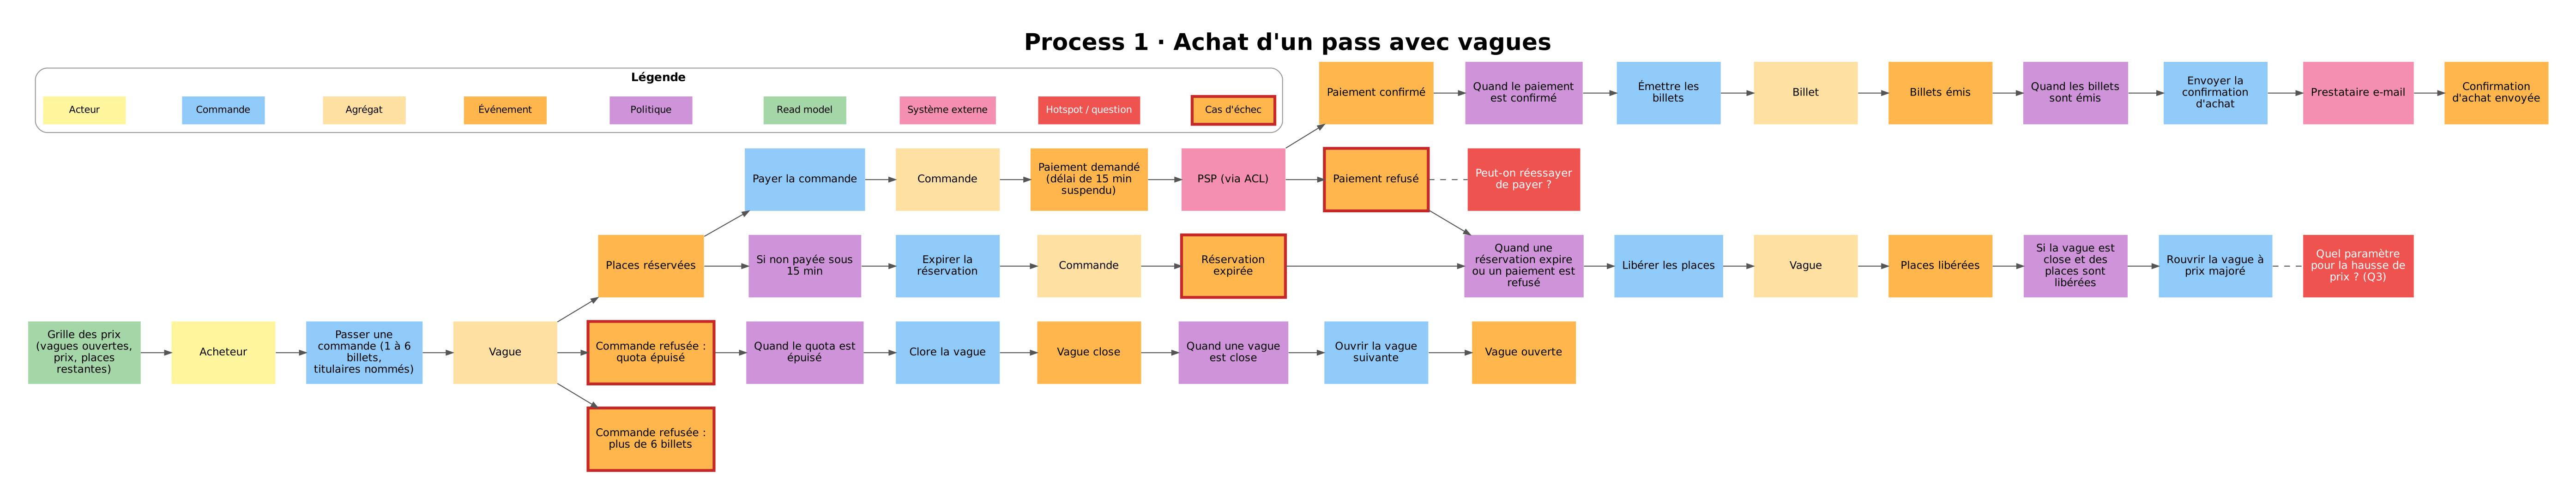 Process 1 · Achat d'un pass avec vagues
Légende
Acteur
Commande
Agrégat
Événement
Politique
Read model
Système externe
Hotspot / question
Cas d'échec
Paiement confirmé
Quand le paiement
est confirmé
Émettre les
billets
Billet
Billets émis
Quand les billets
sont émis
Envoyer la
confirmation
d'achat
Prestataire e-mail
Confirmation
d'achat envoyée
Payer la commande
Commande
Paiement demandé
(délai de 15 min
suspendu)
PSP (via ACL)
Paiement refusé
Peut-on réessayer
de payer ?
Places réservées
Si non payée sous
15 min
Expirer la
réservation
Commande
Réservation
expirée
Quand une
réservation expire
ou un paiement est
refusé
Libérer les places
Vague
Places libérées
Si la vague est
close et des
places sont
libérées
Rouvrir la vague à
prix majoré
Quel paramètre
pour la hausse de
prix ? (Q3)
Grille des prix
(vagues ouvertes,
prix, places
restantes)
Acheteur
Passer une
commande (1 à 6
billets,
titulaires nommés)
Vague
Commande refusée :
quota épuisé
Quand le quota est
épuisé
Clore la vague
Vague close
Quand une vague
est close
Ouvrir la vague
suivante
Vague ouverte
Commande refusée :
plus de 6 billets